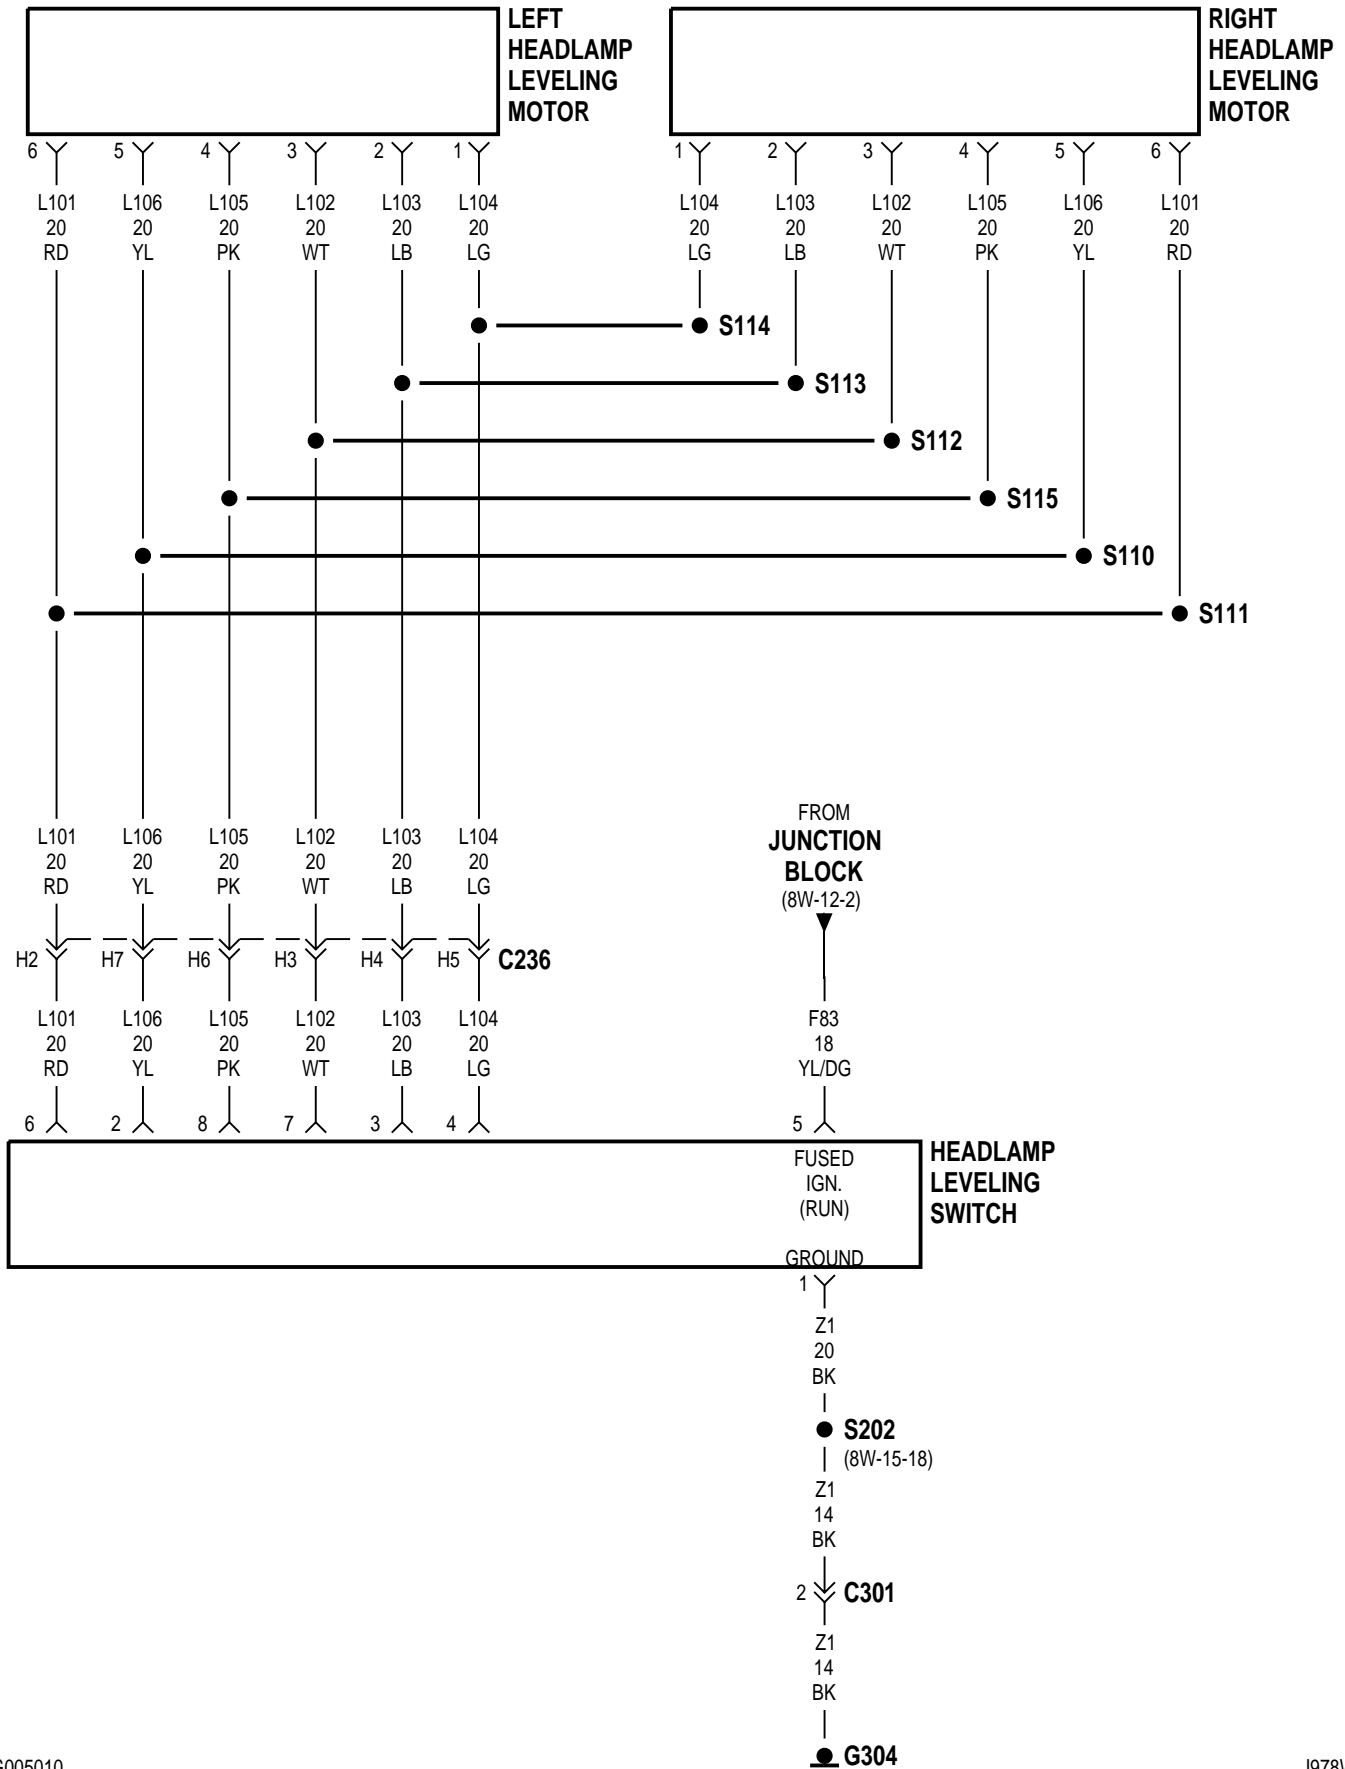 LEFT
HEADLAMP
LEVELING
MOTOR
RIGHT
HEADLAMP
LEVELING
MOTOR
6 5 4 3 2 1 1 2 3 4 5 6
L101 L106 L105 L102 L103 L104 L104 L103 L102 L105 L106 L101
20 20 20 20 20 20 20 20 20 20 20 20
RD YL PK WT LB LG LG LB WT PK YL RD
S114
S113
S112
S115
S110
S111
FROM
JUNCTION
BLOCK
(8W-12-2)
L101 L106 L105 L102 L103 L104
20 20 20 20 20 20
RD YL PK WT LB LG
H2 H7 H6 H3 H4 H5 C236
L101 L106 L105 L102 L103 L104 F83
20 20 20 20 20 20 18
RD YL PK WT LB LG YL/DG
6 2 8 7 3 4 5
FUSED
IGN.
(RUN)
GROUND
HEADLAMP
LEVELING
SWITCH
1
Z1
20
BK
S202
(8W-15-18)
Z1
14
BK
2 C301
Z1
14
BK
G304